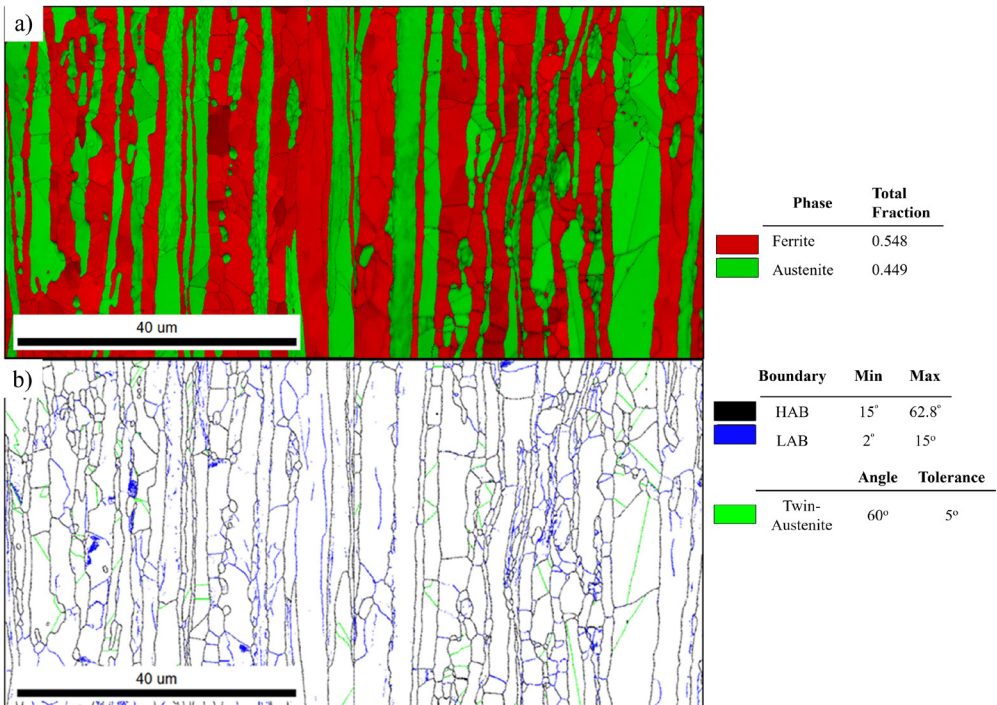 a)
40 um
Phase Total Fraction
Ferrite 0.548
Austenite 0.449
b)
40 um
Boundary Min Max
HAB 15° 62.8°
LAB 2° 15°
Angle Tolerance
Twin-Austenite 60° 5°